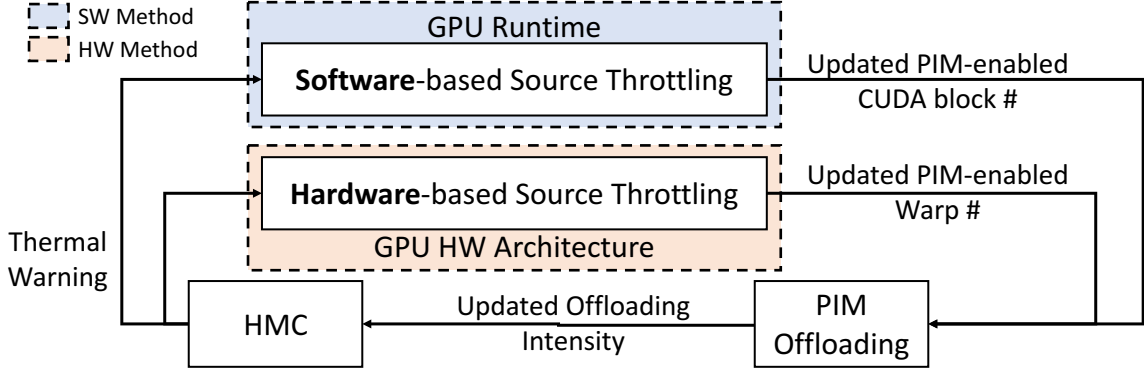 SW Method
HW Method
GPU Runtime
Software-based Source Throttling
Updated PIM-enabled
CUDA block #
Hardware-based Source Throttling
GPU HW Architecture
Updated PIM-enabled
Warp #
Thermal
Warning
HMC
Updated Offloading
Intensity
PIM
Offloading